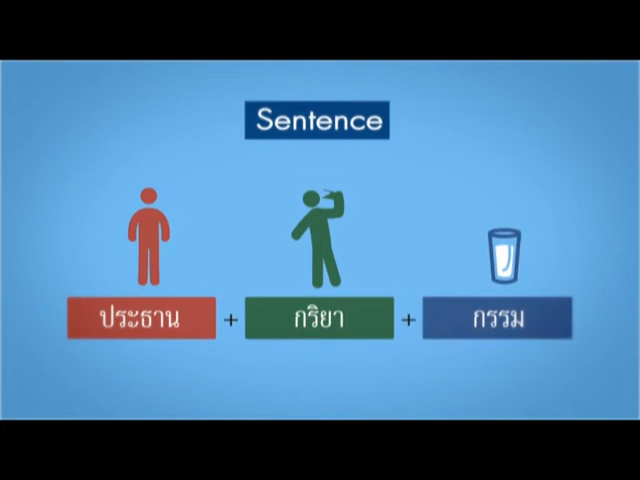 Sentence
ประธาน + กริยา + กรรม